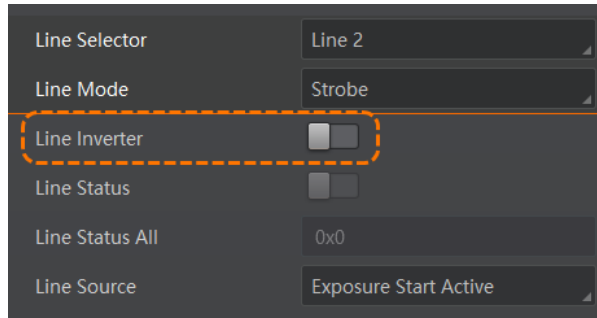 Line Selector Line 2
Line Mode Strobe
Line Inverter
Line Status
Line Status All 0x0
Line Source Exposure Start Active